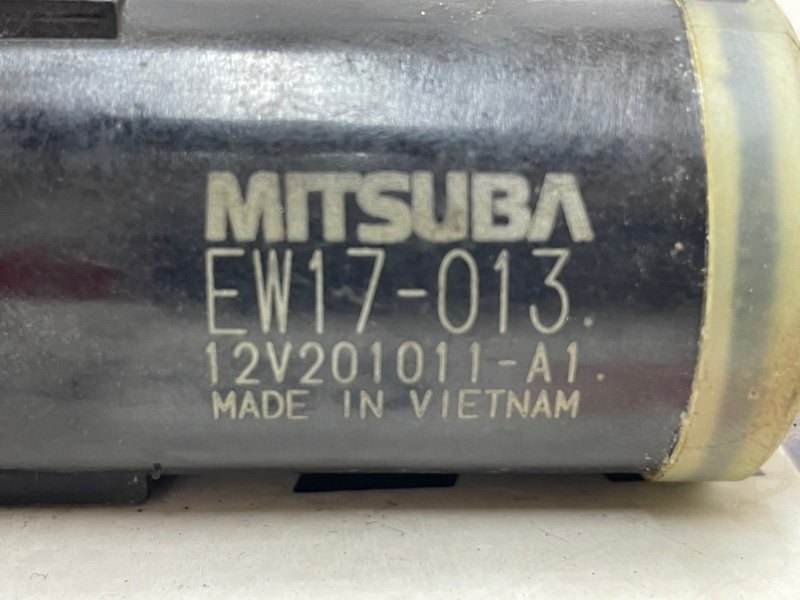 MITSUBA
EW17-013.
12V201011-A1.
MADE IN VIETNAM